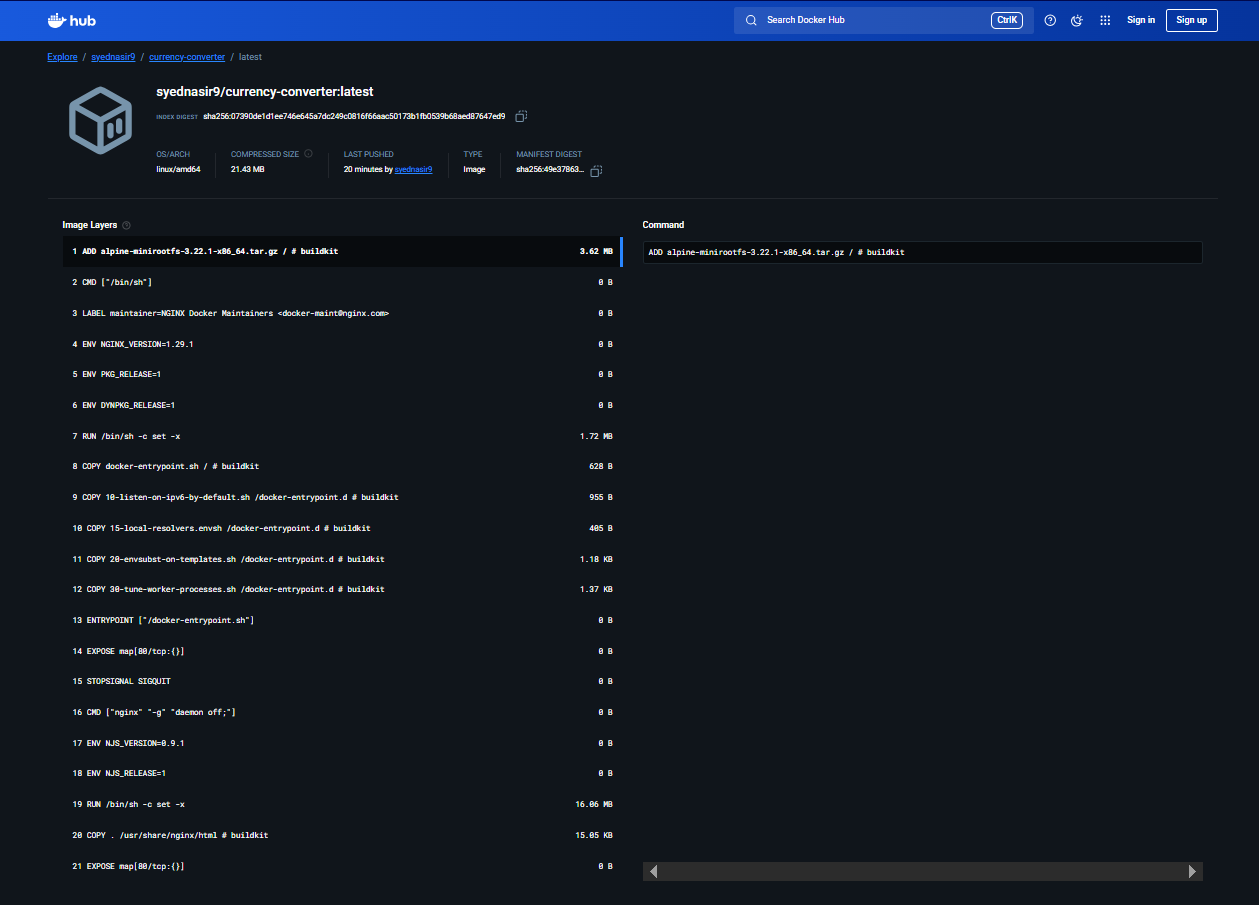 hub
Search Docker Hub
CtrlK
Sign in
Sign up
Explore / syednasir9 / currency-converter / latest
syednasir9/currency-converter:latest
INDEX DIGEST sha256:07390de1d1ee746e645a7dc249c0816f66aac50173b1fb0539b68aed87647ed9
OS/ARCH
linux/amd64
COMPRESSED SIZE
21.43 MB
LAST PUSHED
20 minutes by syednasir9
TYPE
Image
MANIFEST DIGEST
sha256:49e37863...
Image Layers
1 ADD alpine-minirootfs-3.22.1-x86_64.tar.gz / # buildkit 3.62 MB
2 CMD ["/bin/sh"] 0 B
3 LABEL maintainer=NGINX Docker Maintainers <docker-maint@nginx.com> 0 B
4 ENV NGINX_VERSION=1.29.1 0 B
5 ENV PKG_RELEASE=1 0 B
6 ENV DYNPKG_RELEASE=1 0 B
7 RUN /bin/sh -c set -x 1.72 MB
8 COPY docker-entrypoint.sh / # buildkit 628 B
9 COPY 10-listen-on-ipv6-by-default.sh /docker-entrypoint.d # buildkit 955 B
10 COPY 15-local-resolvers.envsh /docker-entrypoint.d # buildkit 405 B
11 COPY 20-envsubst-on-templates.sh /docker-entrypoint.d # buildkit 1.18 KB
12 COPY 30-tune-worker-processes.sh /docker-entrypoint.d # buildkit 1.37 KB
13 ENTRYPOINT ["/docker-entrypoint.sh"] 0 B
14 EXPOSE map[80/tcp:{}] 0 B
15 STOPSIGNAL SIGQUIT 0 B
16 CMD ["nginx" "-g" "daemon off;"] 0 B
17 ENV NJS_VERSION=0.9.1 0 B
18 ENV NJS_RELEASE=1 0 B
19 RUN /bin/sh -c set -x 16.06 MB
20 COPY . /usr/share/nginx/html # buildkit 15.05 KB
21 EXPOSE map[80/tcp:{}] 0 B
Command
ADD alpine-minirootfs-3.22.1-x86_64.tar.gz / # buildkit